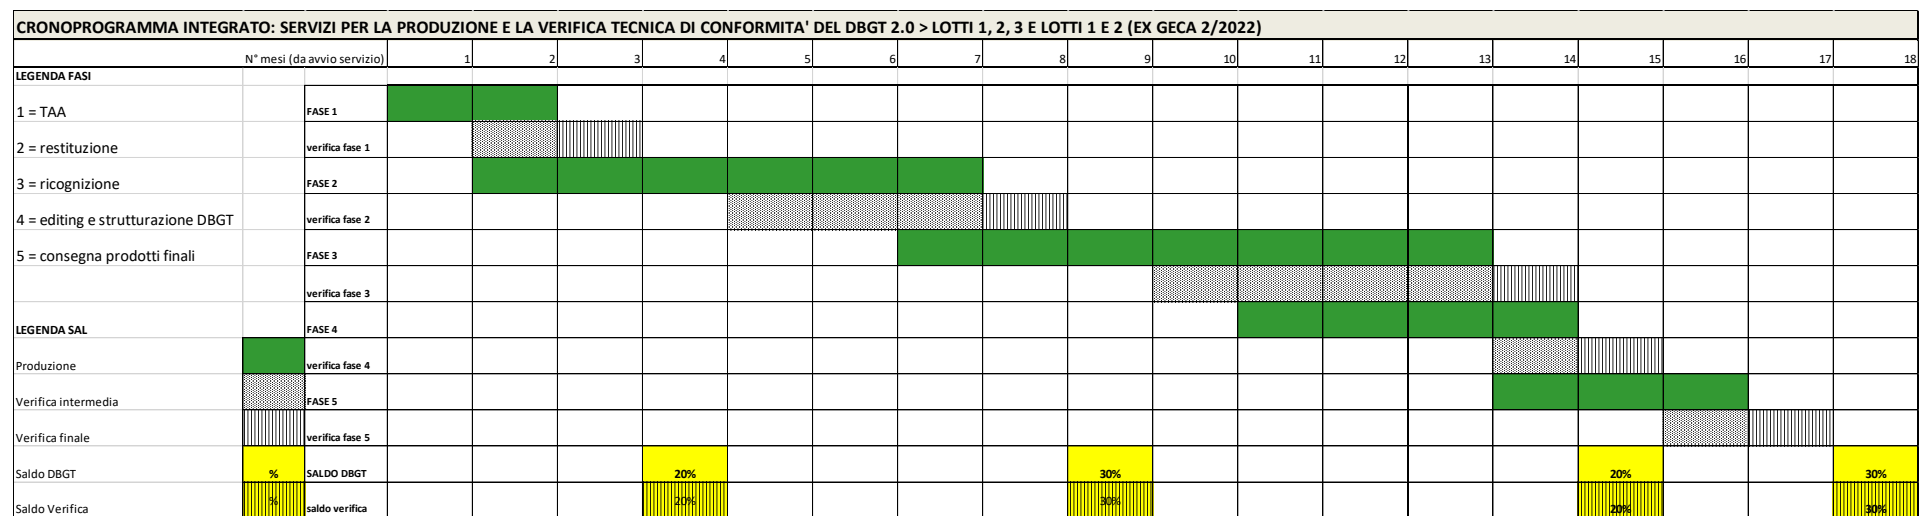 CRONOPROGRAMMA INTEGRATO: SERVIZI PER LA PRODUZIONE E LA VERIFICA TECNICA DI CONFORMITA' DEL DBGT 2.0 > LOTTI 1, 2, 3 E LOTTI 1 E 2 (EX GECA 2/2022)
N° mesi (da avvio servizio) 1 2 3 4 5 6 7 8 9 10 11 12 13 14 15 16 17 18
LEGENDA FASI
1 = TAA FASE 1
2 = restituzione verifica fase 1
3 = ricognizione FASE 2
4 = editing e strutturazione DBGT verifica fase 2
5 = consegna prodotti finali FASE 3
verifica fase 3
LEGENDA SAL FASE 4
Produzione verifica fase 4
Verifica intermedia FASE 5
Verifica finale verifica fase 5
Saldo DBGT % SALDO DBGT 20% 30% 20% 30%
Saldo Verifica % saldo verifica 20% 30% 20% 30%